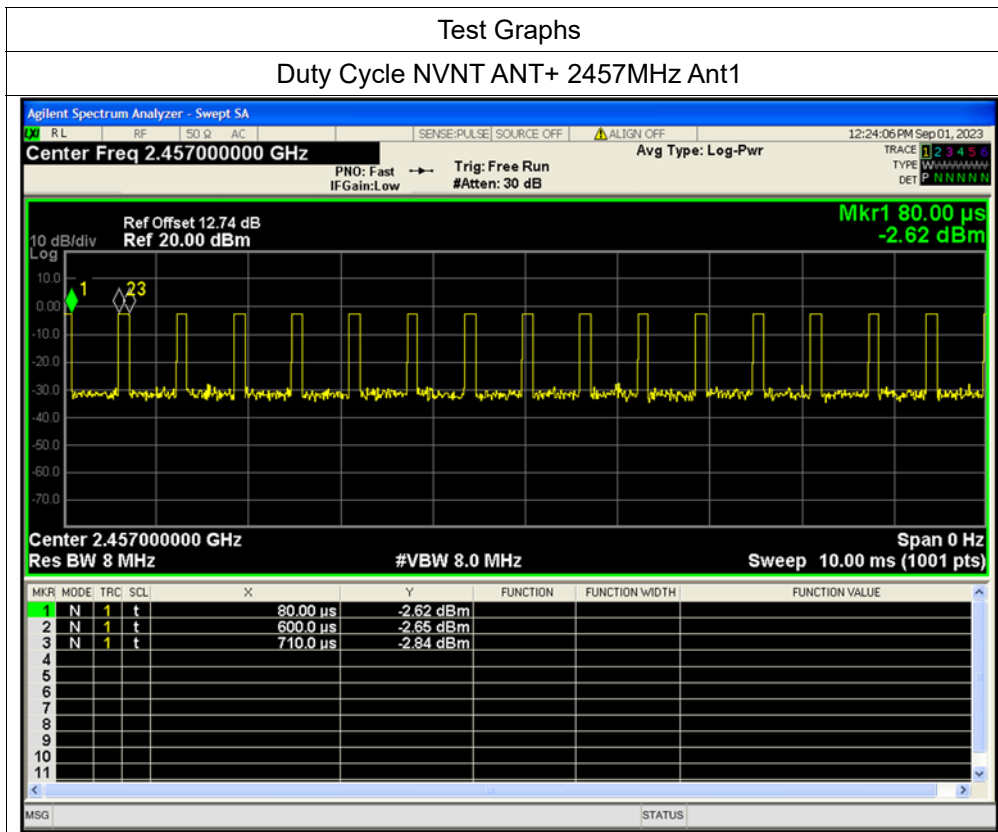 Test Graphs
Duty Cycle NVNT ANT+ 2457MHz Ant1
Agilent Spectrum Analyzer - Swept SA
LXI RL RF 50 Ω AC SENSE:PULSE SOURCE OFF ALIGN OFF 12:24:06 PM Sep 01, 2023
Center Freq 2.457000000 GHz Avg Type: Log-Pwr TRACE 1 2 3 4 5 6
PNO: Fast Trig: Free Run TYPE WWWWWW
IFGain:Low #Atten: 30 dB DET P N N N N N
Mkr1 80.00 µs
Ref Offset 12.74 dB
10 dB/div Ref 20.00 dBm -2.62 dBm
Log
10.0
1 2 3
0.00
-10.0
-20.0
-30.0
-40.0
-50.0
-60.0
-70.0
Center 2.457000000 GHz Span 0 Hz
Res BW 8 MHz #VBW 8.0 MHz Sweep 10.00 ms (1001 pts)
MKR MODE TRC SCL X Y FUNCTION FUNCTION WIDTH FUNCTION VALUE
1 N 1 t 80.00 µs -2.62 dBm
2 N 1 t 600.0 µs -2.65 dBm
3 N 1 t 710.0 µs -2.84 dBm
4
5
6
7
8
9
10
11
MSG STATUS